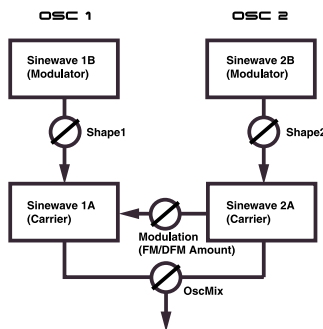 OSC 1
OSC 2
Sinewave 1B
(Modulator)
Sinewave 2B
(Modulator)
Shape1
Shape2
Sinewave 1A
(Carrier)
Sinewave 2A
(Carrier)
Modulation
(FM/DFM Amount)
OscMix